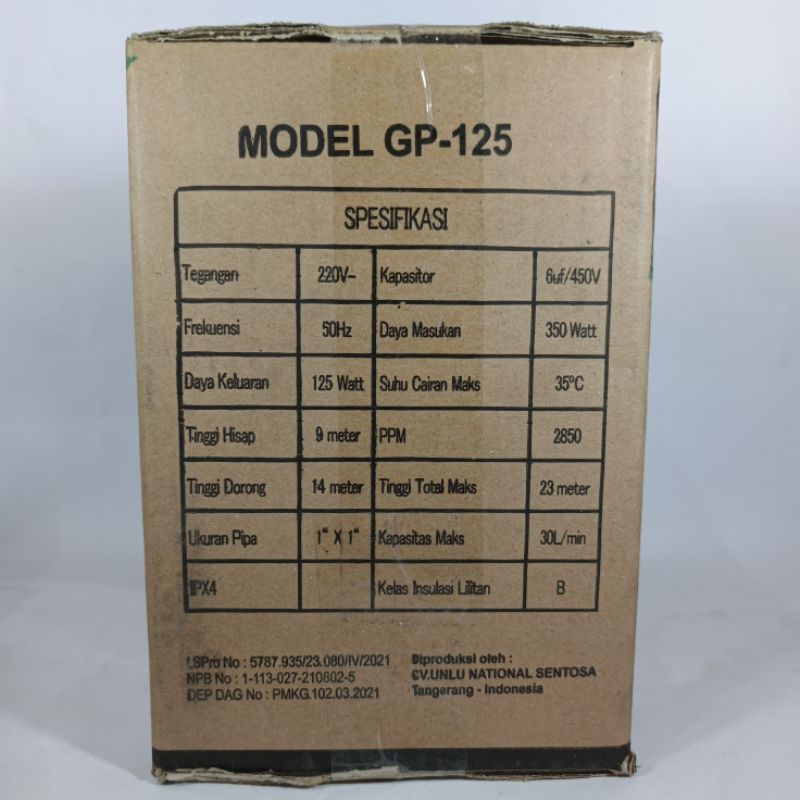 MODEL GP-125
SPESIFIKASI
Tegangan 220V~ Kapasitor 6uf/450V
Frekuensi 50Hz Daya Masukan 350 Watt
Daya Keluaran 125 Watt Suhu Cairan Maks 35°C
Tinggi Hisap 9 meter PPM 2850
Tinggi Dorong 14 meter Tinggi Total Maks 23 meter
Ukuran Pipa 1" X 1" Kapasitas Maks 30L/min
IPX4 Kelas Insulasi Lilitan B
LSPro No : 5787.935/23.080/IV/2021
NPB No : 1-113-027-210802-5
DEP DAG No : PMKG.102.03.2021
Diproduksi oleh :
CV.UNLU NATIONAL SENTOSA
Tangerang - Indonesia